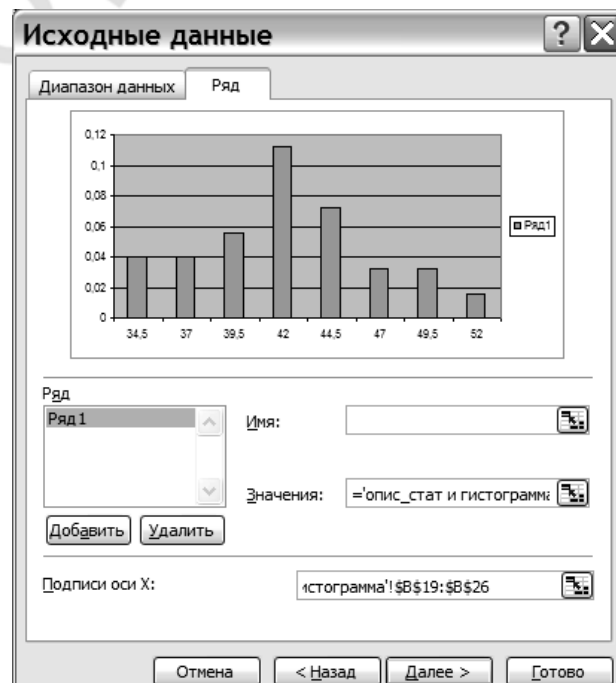 Исходные данные
Диапазон данных Ряд
0,12
0,1
0,08
0,06
0,04
0,02
0
34,5 37 39,5 42 44,5 47 49,5 52
Ряд1
Ряд
Ряд1
Имя:
Значения: ='опис_стат и гистограмма
Добавить Удалить
Подписи оси X: истограмма'!$B$19:$B$26
Отмена < Назад Далее > Готово